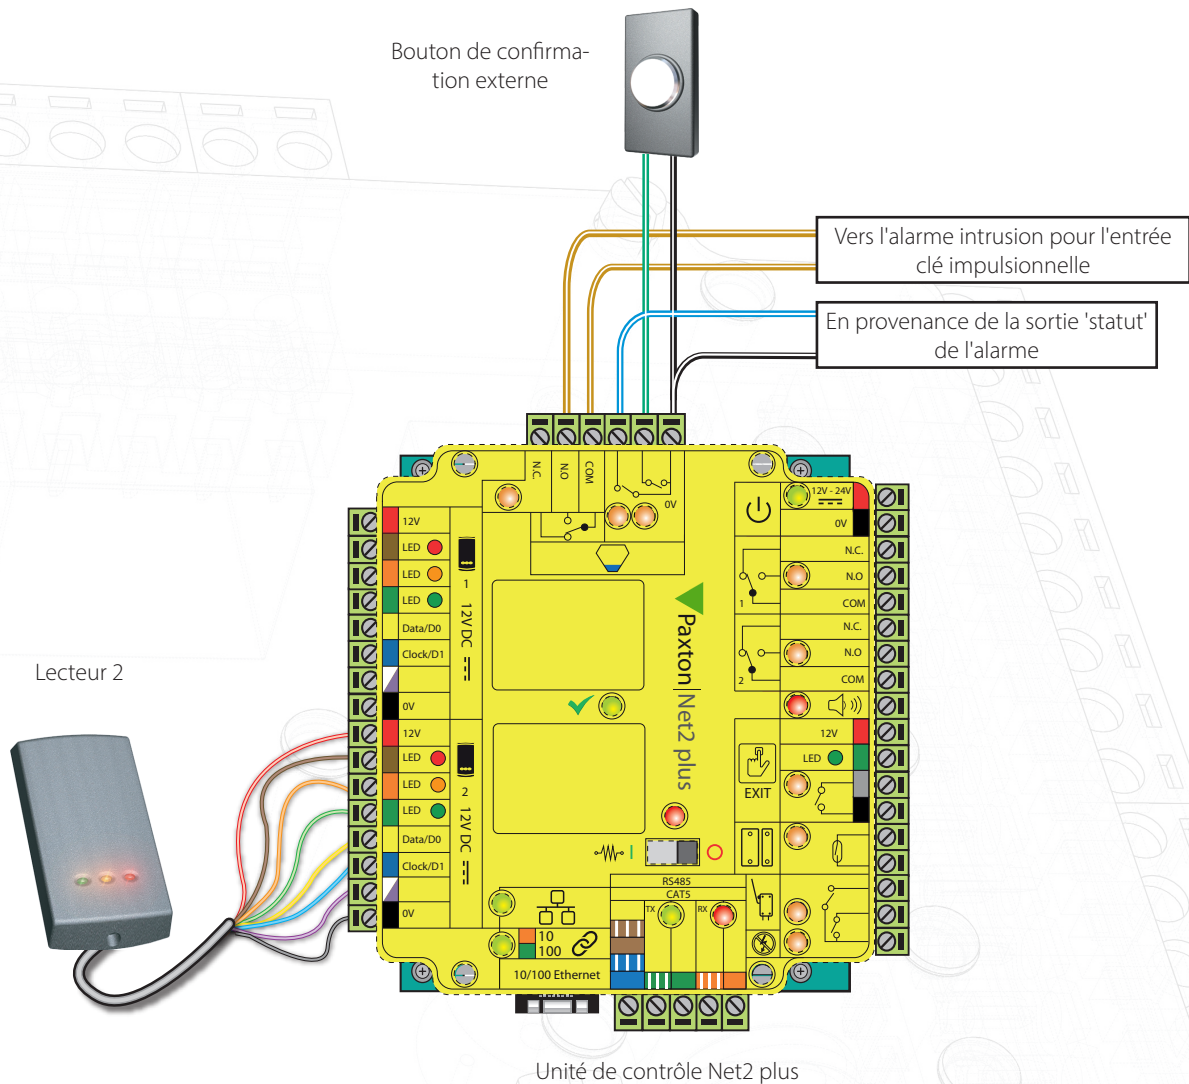 Bouton de confirma-
tion externe
Vers l'alarme intrusion pour l'entrée
clé impulsionnelle
En provenance de la sortie 'statut'
de l'alarme
N.C.
N.O
COM
0V
12V
LED
LED
LED
Data/D0
Clock/D1
0V
1
12V DC
12V
LED
LED
LED
Data/D0
Clock/D1
0V
2
12V DC
Lecteur 2
Paxton Net2 plus
12V - 24V
0V
N.C.
N.O
COM
1
N.C.
N.O
COM
2
12V
LED
EXIT
RS485
CAT5
TX
RX
10
100
10/100 Ethernet
Unité de contrôle Net2 plus